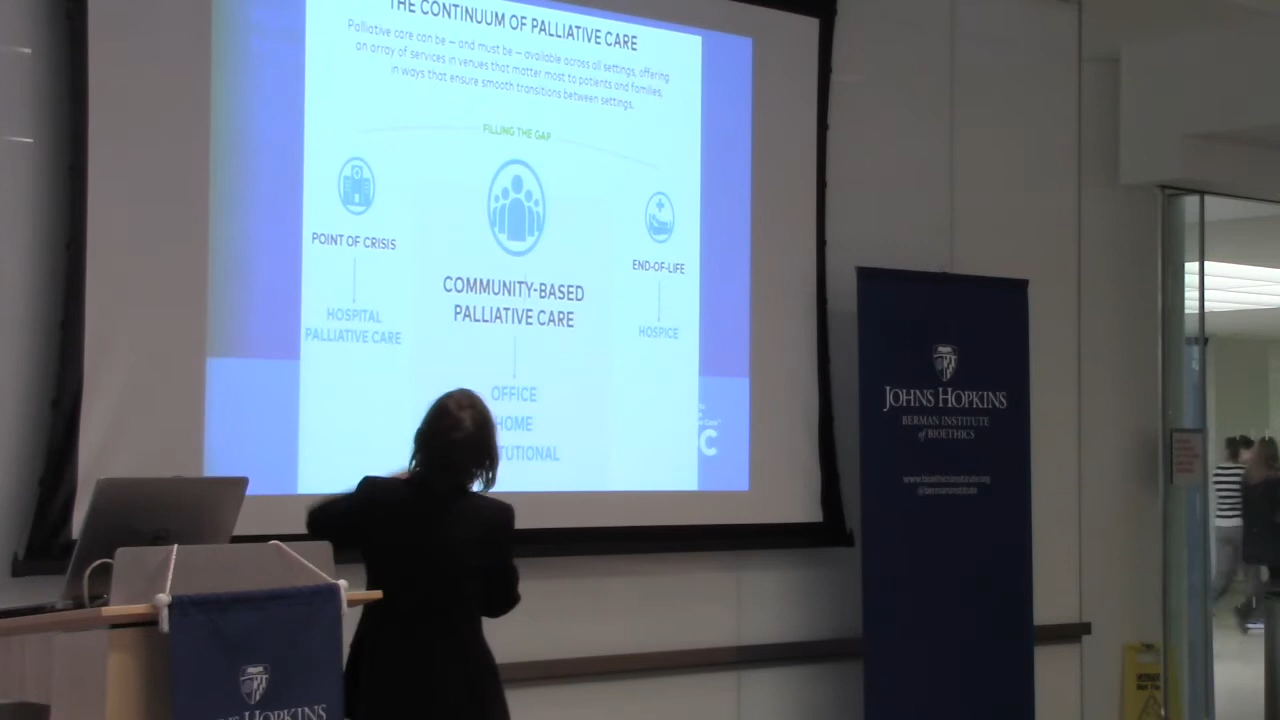 THE CONTINUUM OF PALLIATIVE CARE
Palliative care can be – and must be – available across all settings, offering
an array of services in venues that matter most to patients and families,
in ways that ensure smooth transitions between settings.
FILLING THE GAP
POINT OF CRISIS
HOSPITAL
PALLIATIVE CARE
COMMUNITY-BASED
PALLIATIVE CARE
OFFICE
HOME
TUTIONAL
END-OF-LIFE
HOSPICE
C
JOHNS HOPKINS
BERMAN INSTITUTE
of BIOETHICS
www.bioethicsinstitute.org
@bermaninstitute
NS HOPKINS